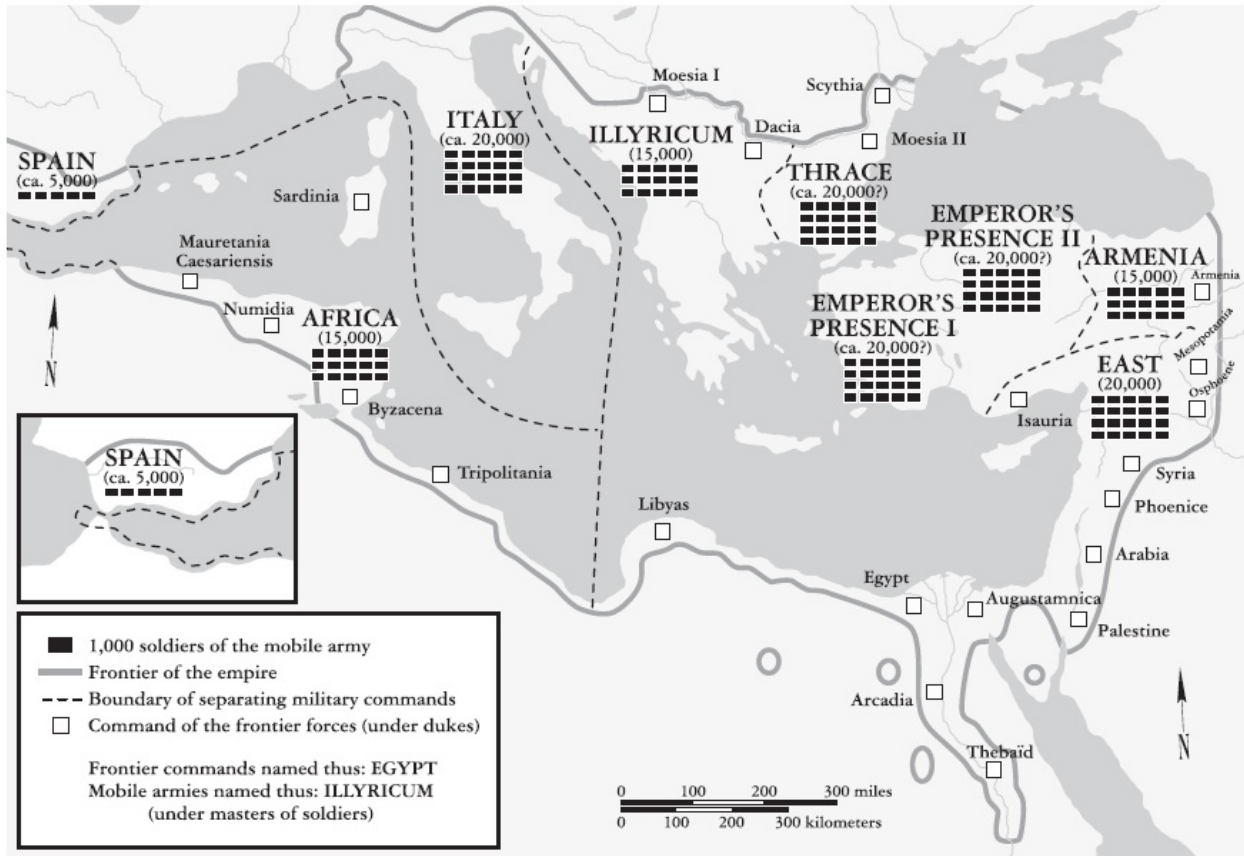 Moesia I
Scythia
Dacia
Moesia II
ITALY
(ca. 20,000)
ILLYRICUM
(15,000)
SPAIN
(ca. 5,000)
THRACE
(ca. 20,000?)
Sardinia
EMPEROR'S
PRESENCE II
(ca. 20,000?)
Mauretania
Caesariensis
ARMENIA
(15,000)
Armenia
Numidia
AFRICA
(15,000)
EMPEROR'S
PRESENCE I
(ca. 20,000?)
Mesopotamia
EAST
(20,000)
Osphoene
N
Byzacena
Isauria
SPAIN
(ca. 5,000)
Tripolitania
Syria
Libyas
Phoenice
Arabia
Egypt
Augustamnica
Palestine
Arcadia
N
Thebaïd
1,000 soldiers of the mobile army
Frontier of the empire
Boundary of separating military commands
Command of the frontier forces (under dukes)
Frontier commands named thus: EGYPT
Mobile armies named thus: ILLYRICUM
(under masters of soldiers)
0 100 200 300 miles
0 100 200 300 kilometers